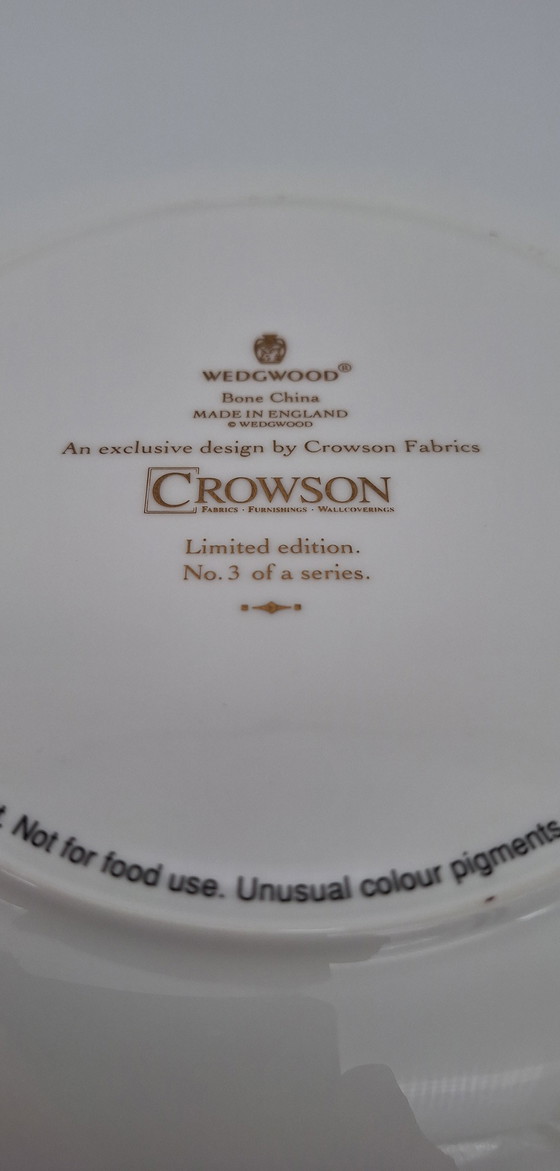 WEDGWOOD®
Bone China
MADE IN ENGLAND
© WEDGWOOD
An exclusive design by Crowson Fabrics
CROWSON
FABRICS · FURNISHINGS · WALLCOVERINGS
Limited edition.
No. 3 of a series.
Not for food use. Unusual colour pigments